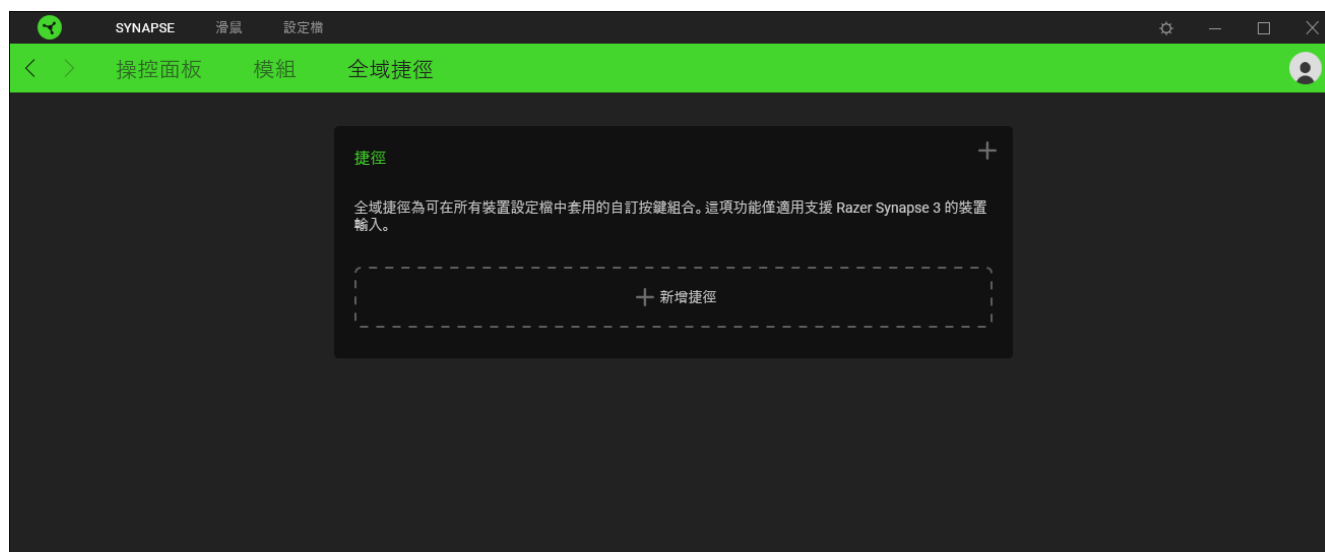 SYNAPSE 滑鼠 設定檔
操控面板 模組 全域捷徑
捷徑
全域捷徑為可在所有裝置設定檔中套用的自訂按鍵組合。這項功能僅適用支援 Razer Synapse 3 的裝置
輸入。
新增捷徑